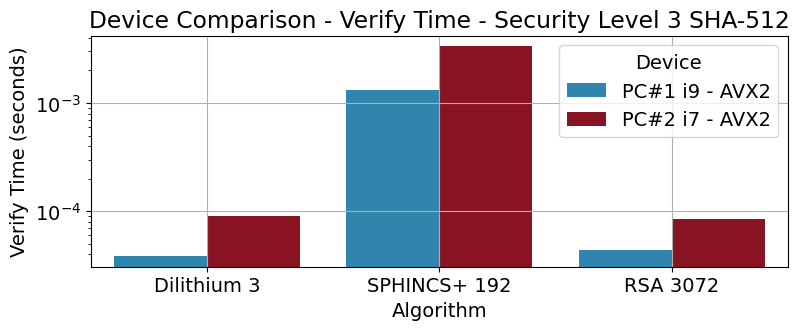 Device Comparison - Verify Time - Security Level 3 SHA-512
Verify Time (seconds)
10⁻³
10⁻⁴
Device
PC#1 i9 - AVX2
PC#2 i7 - AVX2
Dilithium 3
SPHINCS+ 192
RSA 3072
Algorithm